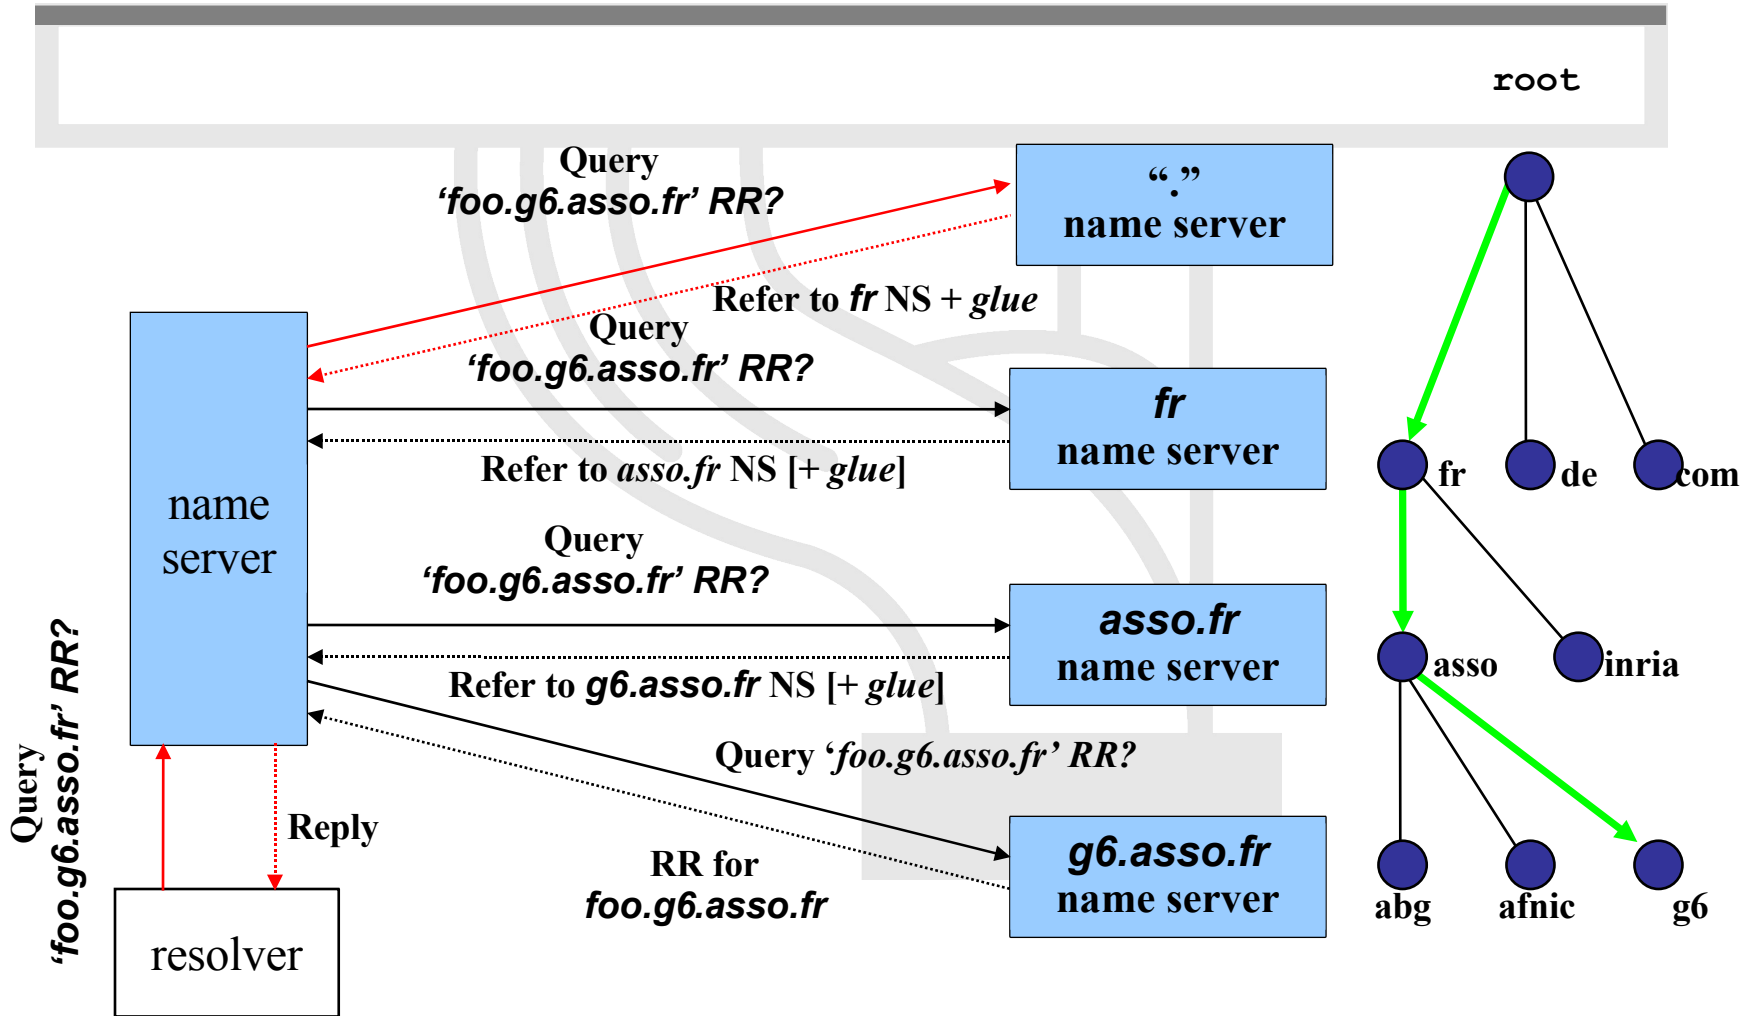 root
Query
‘foo.g6.asso.fr’ RR?
“.”
name server
Refer to fr NS + glue
Query
‘foo.g6.asso.fr’ RR?
fr
name server
Refer to asso.fr NS [+ glue]
name
server
Query
‘foo.g6.asso.fr’ RR?
asso.fr
name server
Refer to g6.asso.fr NS [+ glue]
Query ‘foo.g6.asso.fr’ RR?
g6.asso.fr
name server
RR for
foo.g6.asso.fr
Query
‘foo.g6.asso.fr’ RR?
Reply
resolver
fr
de
com
asso
inria
abg
afnic
g6